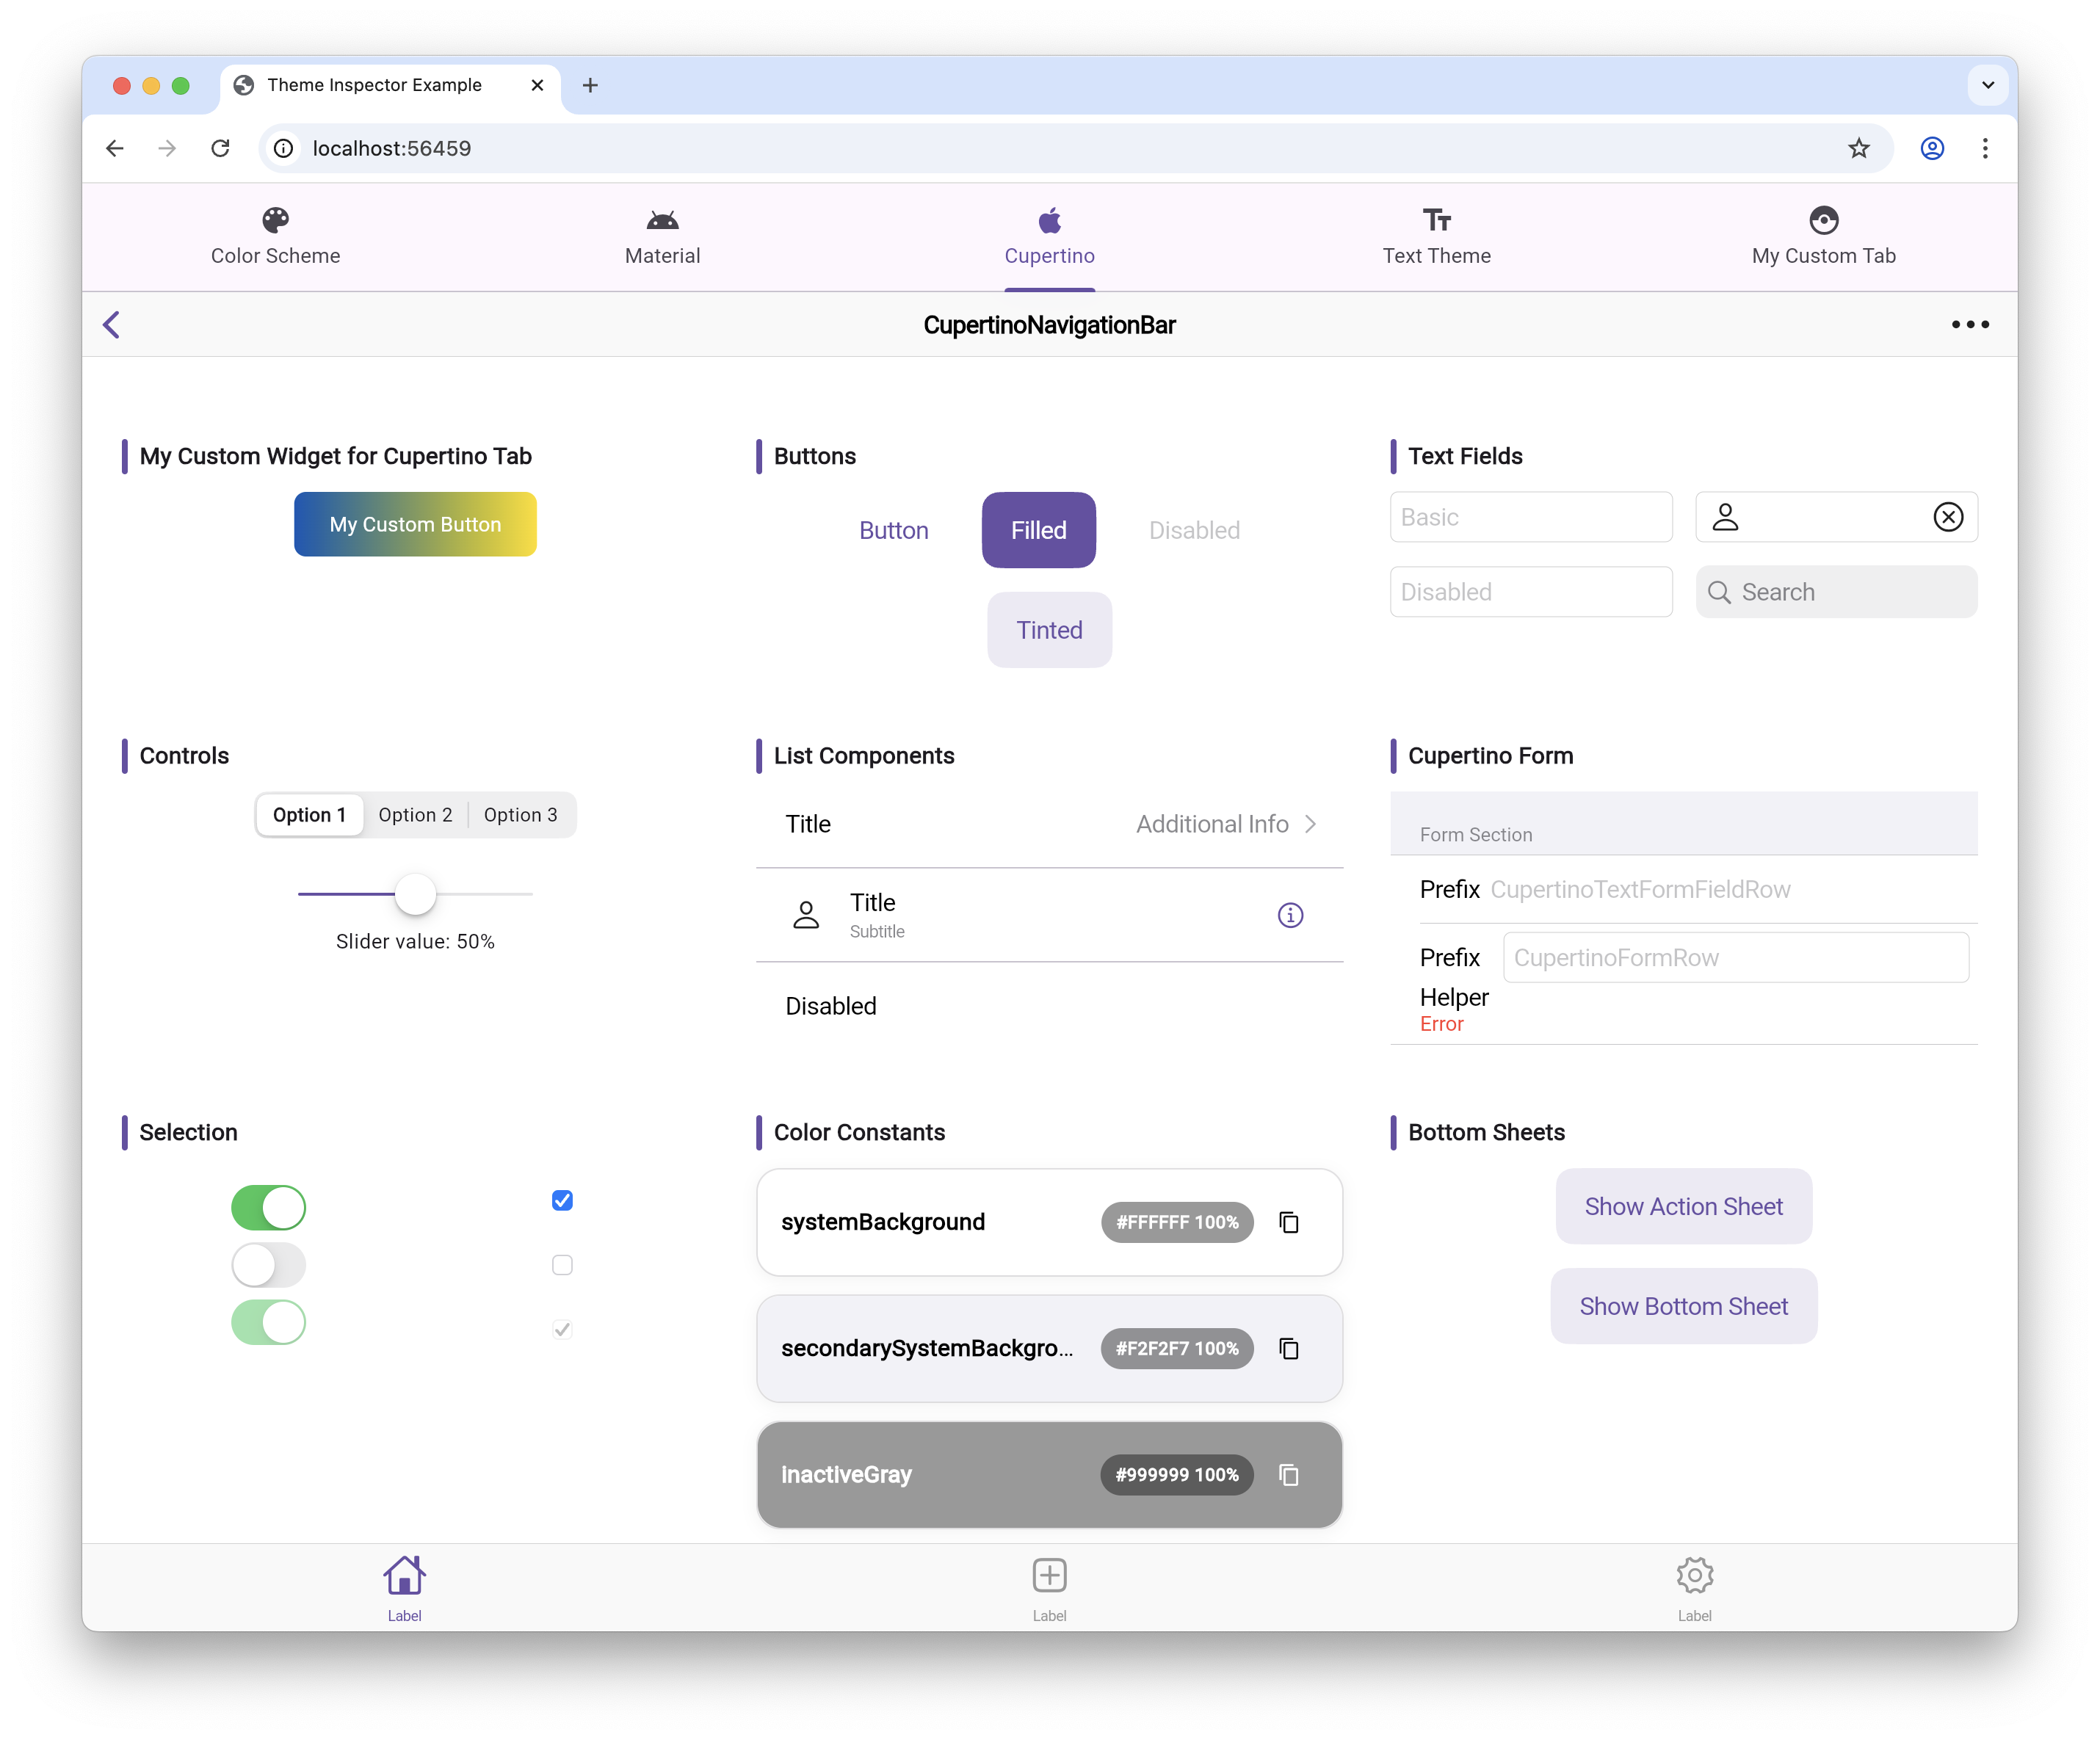 Theme Inspector Example
localhost:56459
Color Scheme
Material
Cupertino
Text Theme
My Custom Tab
CupertinoNavigationBar
My Custom Widget for Cupertino Tab
My Custom Button
Buttons
Button
Filled
Disabled
Tinted
Text Fields
Basic
Disabled
Search
Controls
Option 1
Option 2
Option 3
Slider value: 50%
List Components
Title
Additional Info
Title
Subtitle
Disabled
Cupertino Form
Form Section
Prefix CupertinoTextFormFieldRow
Prefix CupertinoFormRow
Helper
Error
Selection
Color Constants
systemBackground #FFFFFF 100%
secondarySystemBackgro... #F2F2F7 100%
inactiveGray #999999 100%
Bottom Sheets
Show Action Sheet
Show Bottom Sheet
Label
Label
Label